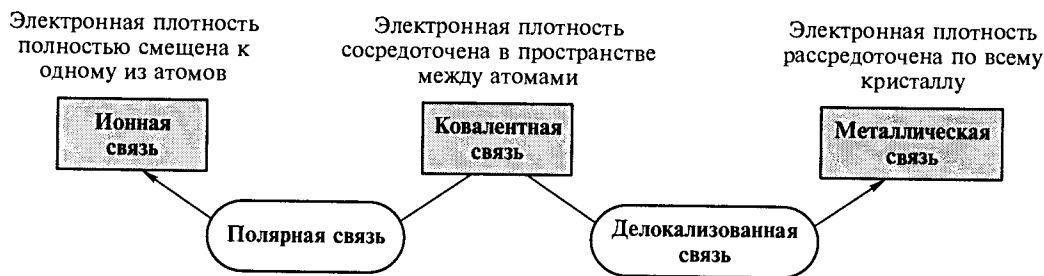 Электронная плотность
полностью смещена к
одному из атомов
Электронная плотность
сосредоточена в пространстве
между атомами
Электронная плотность
рассредоточена по всему
кристаллу
Ионная
связь
Ковалентная
связь
Металлическая
связь
Полярная связь
Делокализованная
связь